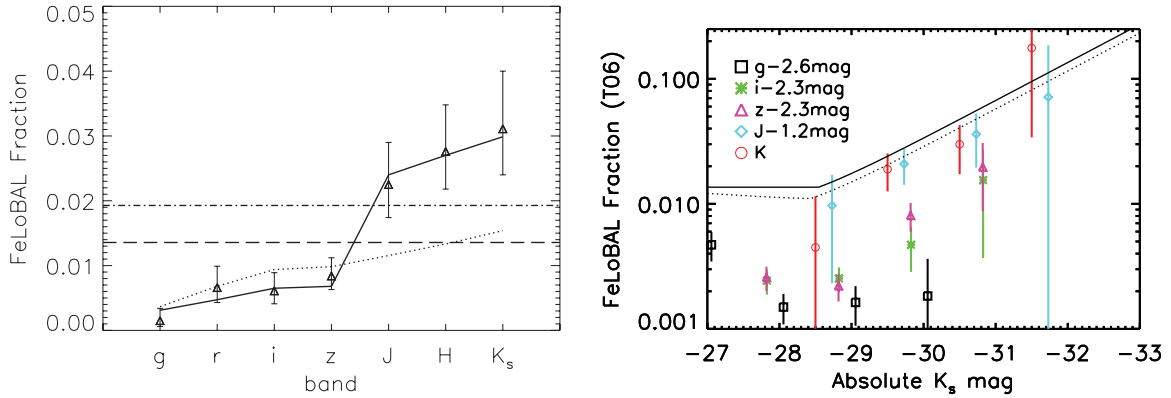 0.05
0.04
0.03
0.02
0.01
0.00
FeLoBAL Fraction
g r i z J H Ks
band
0.100
0.010
0.001
FeLoBAL Fraction (T06)
g-2.6mag
i-2.3mag
z-2.3mag
J-1.2mag
K
-27 -28 -29 -30 -31 -32 -33
Absolute Ks mag